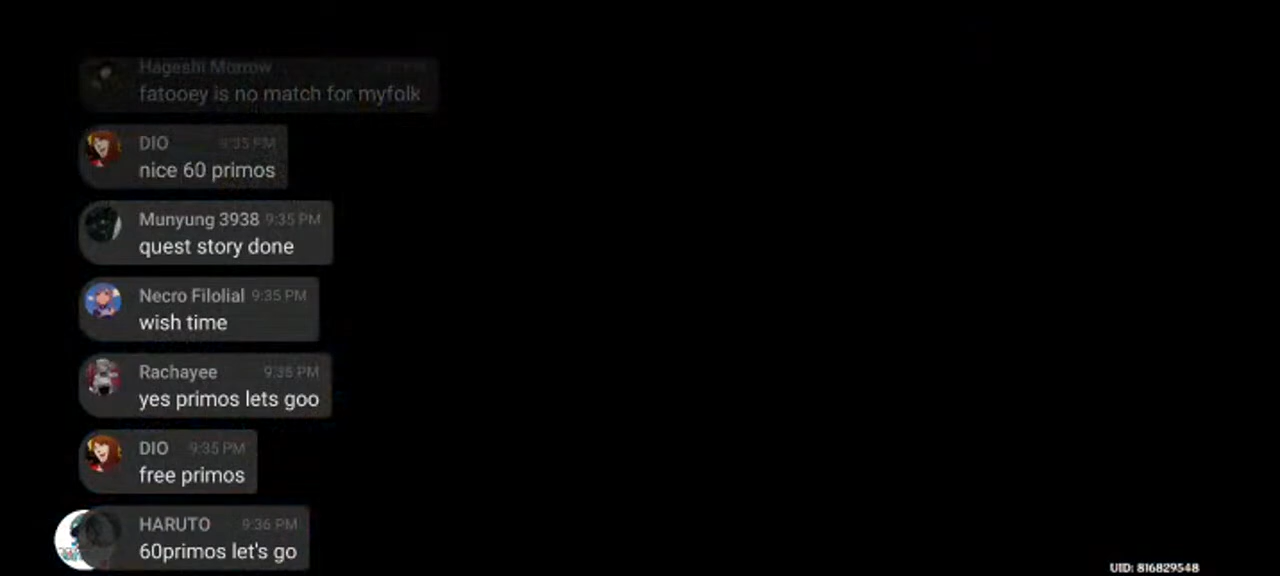 Hageshi Morrow
fatooey is no match for myfolk
DIO 9:35 PM
nice 60 primos
Munyung 3938 9:35 PM
quest story done
Necro Filolial 9:35 PM
wish time
Rachayee 9:35 PM
yes primos lets goo
DIO 9:35 PM
free primos
HARUTO 9:36 PM
60primos let's go
UID: 816829548